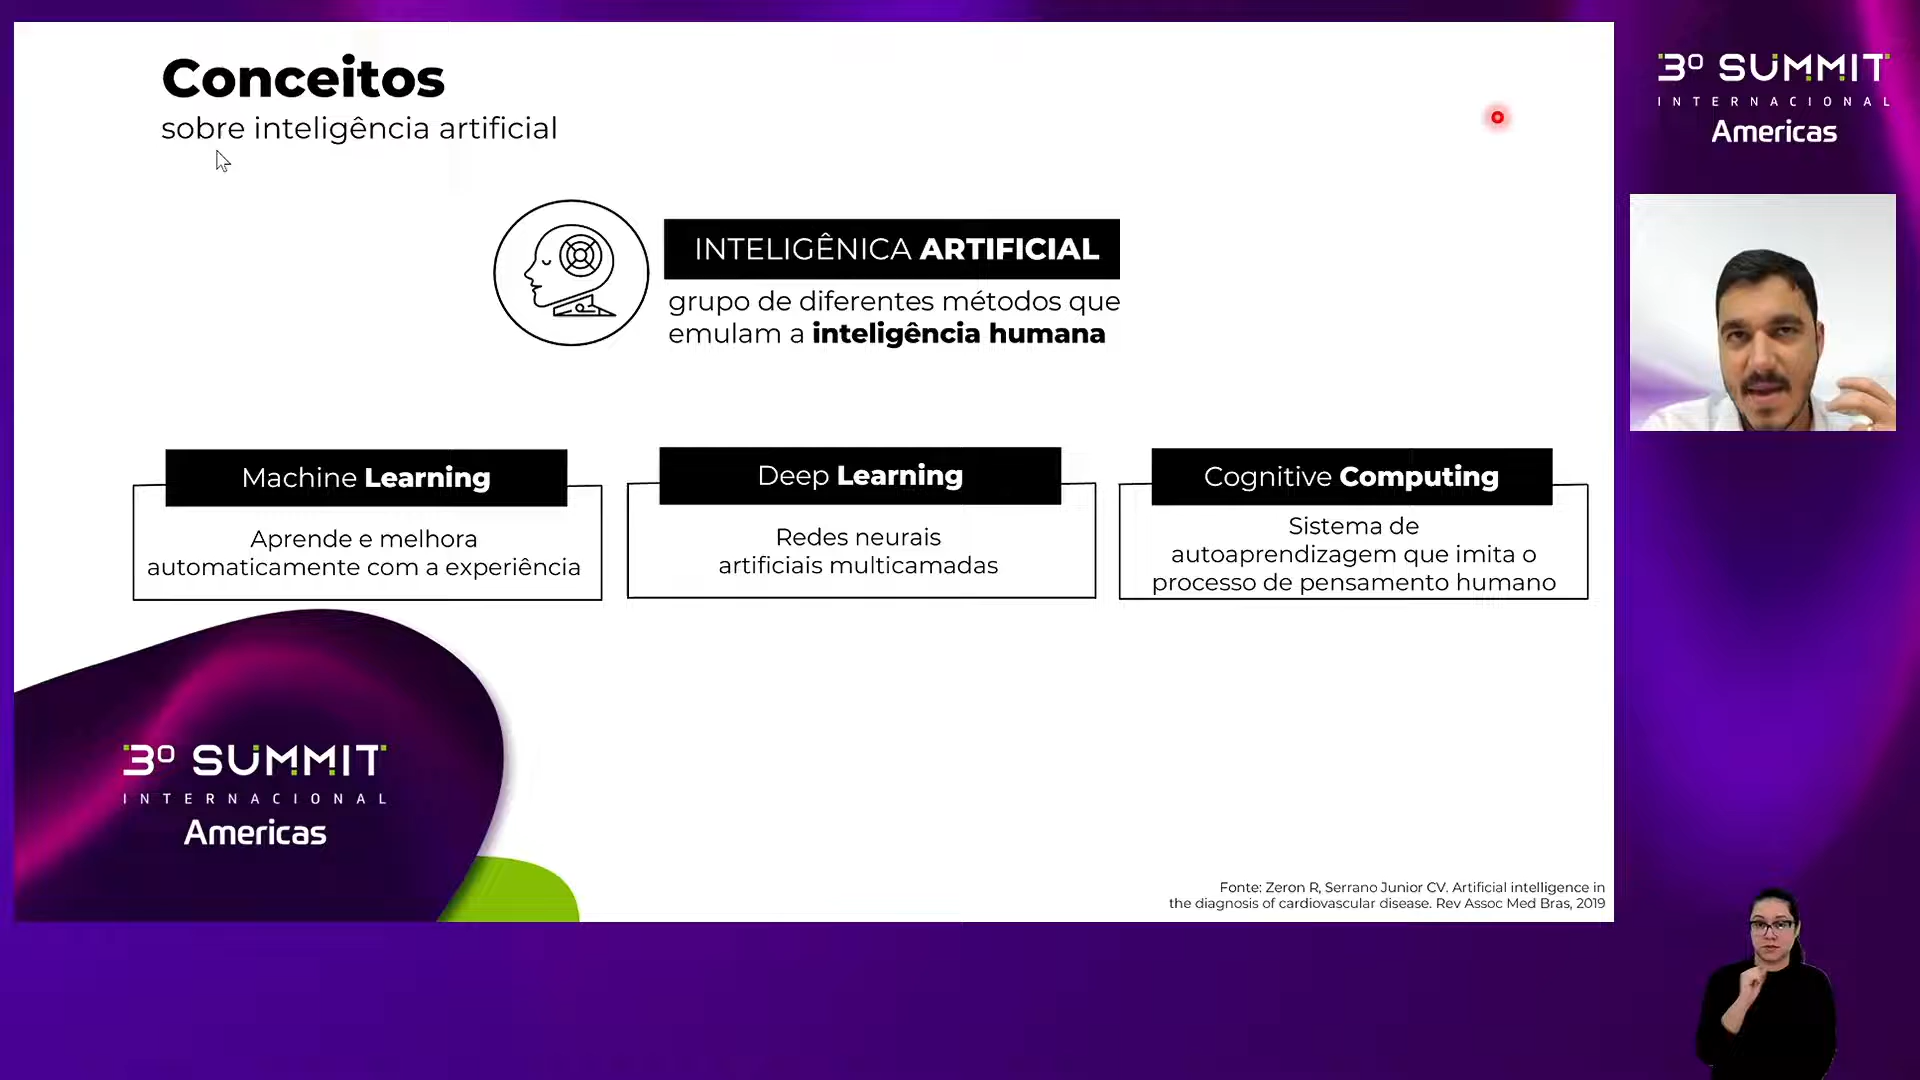 Conceitos
sobre inteligência artificial
INTELIGÊNICA ARTIFICIAL
grupo de diferentes métodos que
emulam a inteligência humana
Machine Learning
Aprende e melhora
automaticamente com a experiência
Deep Learning
Redes neurais
artificiais multicamadas
Cognitive Computing
Sistema de
autoaprendizagem que imita o
processo de pensamento humano
3º SUMMIT
INTERNACIONAL
Americas
Fonte: Zeron R, Serrano Junior CV. Artificial intelligence in
the diagnosis of cardiovascular disease. Rev Assoc Med Bras, 2019
3º SUMMIT
INTERNACIONAL
Americas